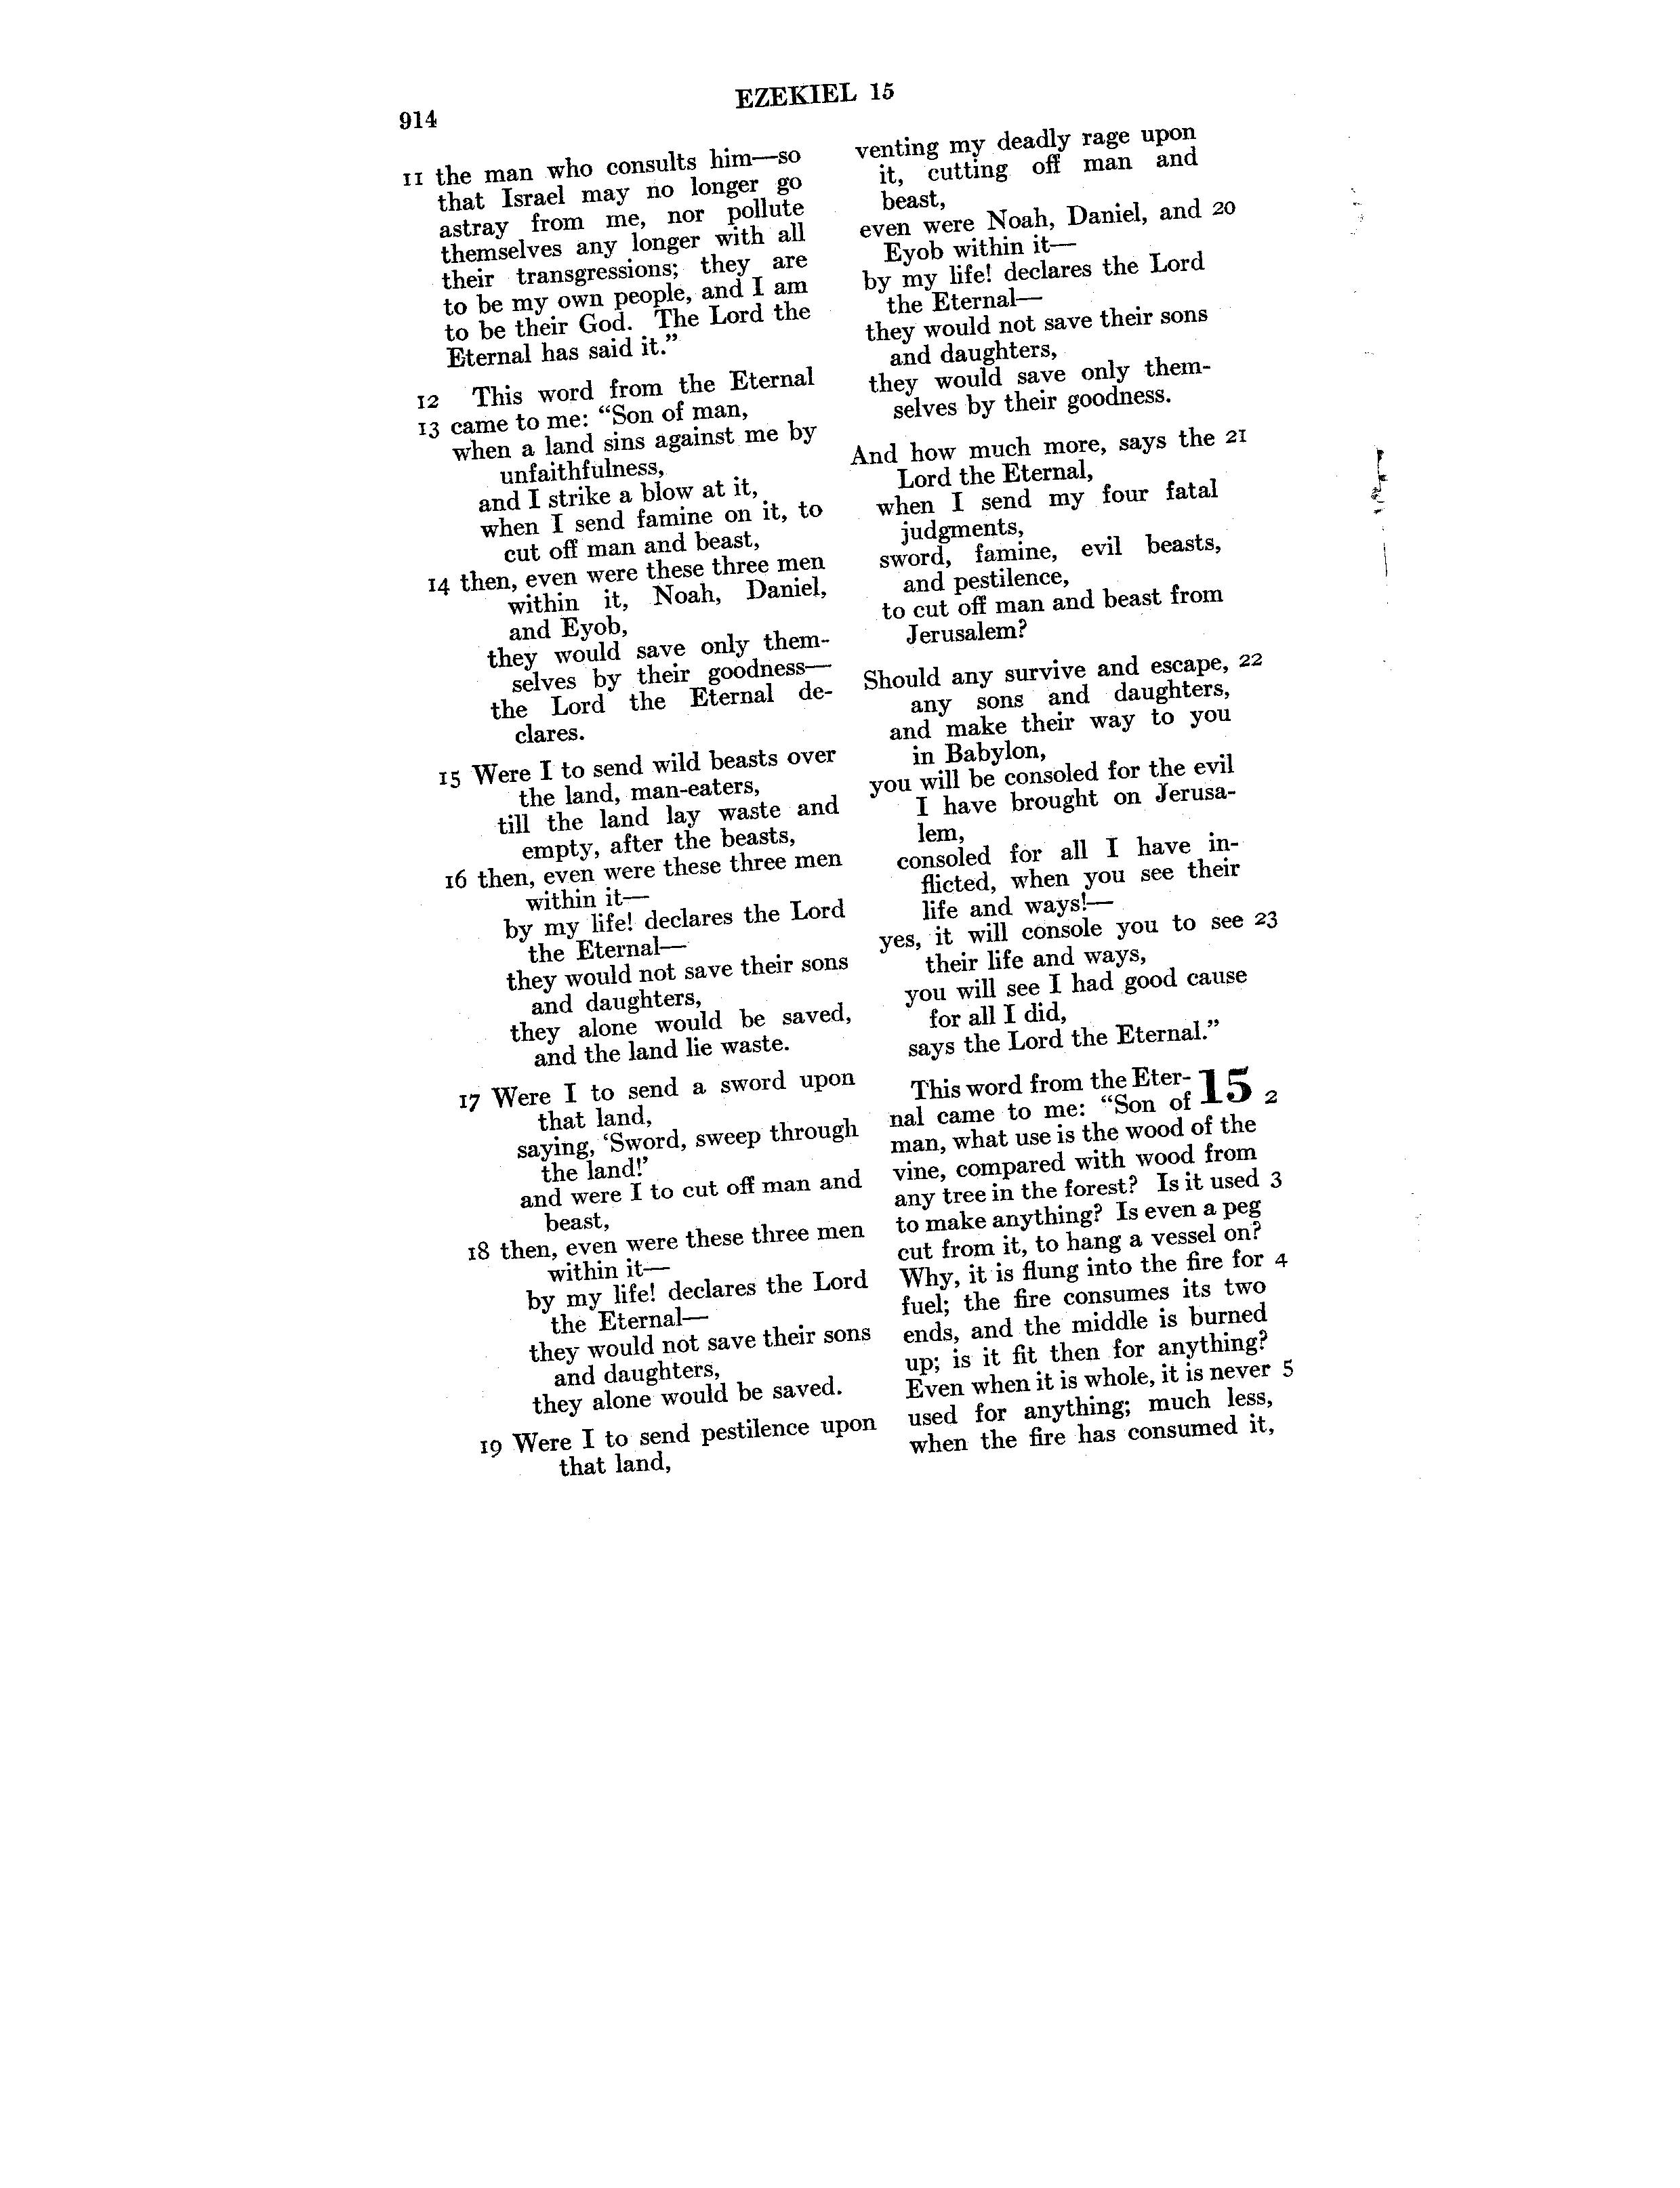 914
EZEKIEL 15
11 the man who consults him—so
that Israel may no longer go
astray from me, nor pollute
themselves any longer with all
their transgressions; they are
to be my own people, and I am
to be their God. The Lord the
Eternal has said it.”
12 This word from the Eternal
13 came to me: “Son of man,
when a land sins against me by
unfaithfulness,
and I strike a blow at it,
when I send famine on it, to
cut off man and beast,
14 then, even were these three men
within it, Noah, Daniel,
and Eyob,
they would save only them-
selves by their goodness—
the Lord the Eternal de-
clares.
15 Were I to send wild beasts over
the land, man-eaters,
till the land lay waste and
empty, after the beasts,
16 then, even were these three men
within it—
by my life! declares the Lord
the Eternal—
they would not save their sons
and daughters,
they alone would be saved,
and the land lie waste.
17 Were I to send a sword upon
that land,
saying, ‘Sword, sweep through
the land!’
and were I to cut off man and
beast,
18 then, even were these three men
within it—
by my life! declares the Lord
the Eternal—
they would not save their sons
and daughters,
they alone would be saved.
19 Were I to send pestilence upon
that land,
venting my deadly rage upon
it, cutting off man and
beast,
even were Noah, Daniel, and 20
Eyob within it—
by my life! declares the Lord
the Eternal—
they would not save their sons
and daughters,
they would save only them-
selves by their goodness.
And how much more, says the 21
Lord the Eternal,
when I send my four fatal
judgments,
sword, famine, evil beasts,
and pestilence,
to cut off man and beast from
Jerusalem?
Should any survive and escape, 22
any sons and daughters,
and make their way to you
in Babylon,
you will be consoled for the evil
I have brought on Jerusa-
lem,
consoled for all I have in-
flicted, when you see their
life and ways!—
yes, it will console you to see 23
their life and ways,
you will see I had good cause
for all I did,
says the Lord the Eternal.”
This word from the Eter- 15
nal came to me: “Son of 2
man, what use is the wood of the
vine, compared with wood from
any tree in the forest? Is it used 3
to make anything? Is even a peg
cut from it, to hang a vessel on?
Why, it is flung into the fire for 4
fuel; the fire consumes its two
ends, and the middle is burned
up; is it fit then for anything?
Even when it is whole, it is never 5
used for anything; much less,
when the fire has consumed it,